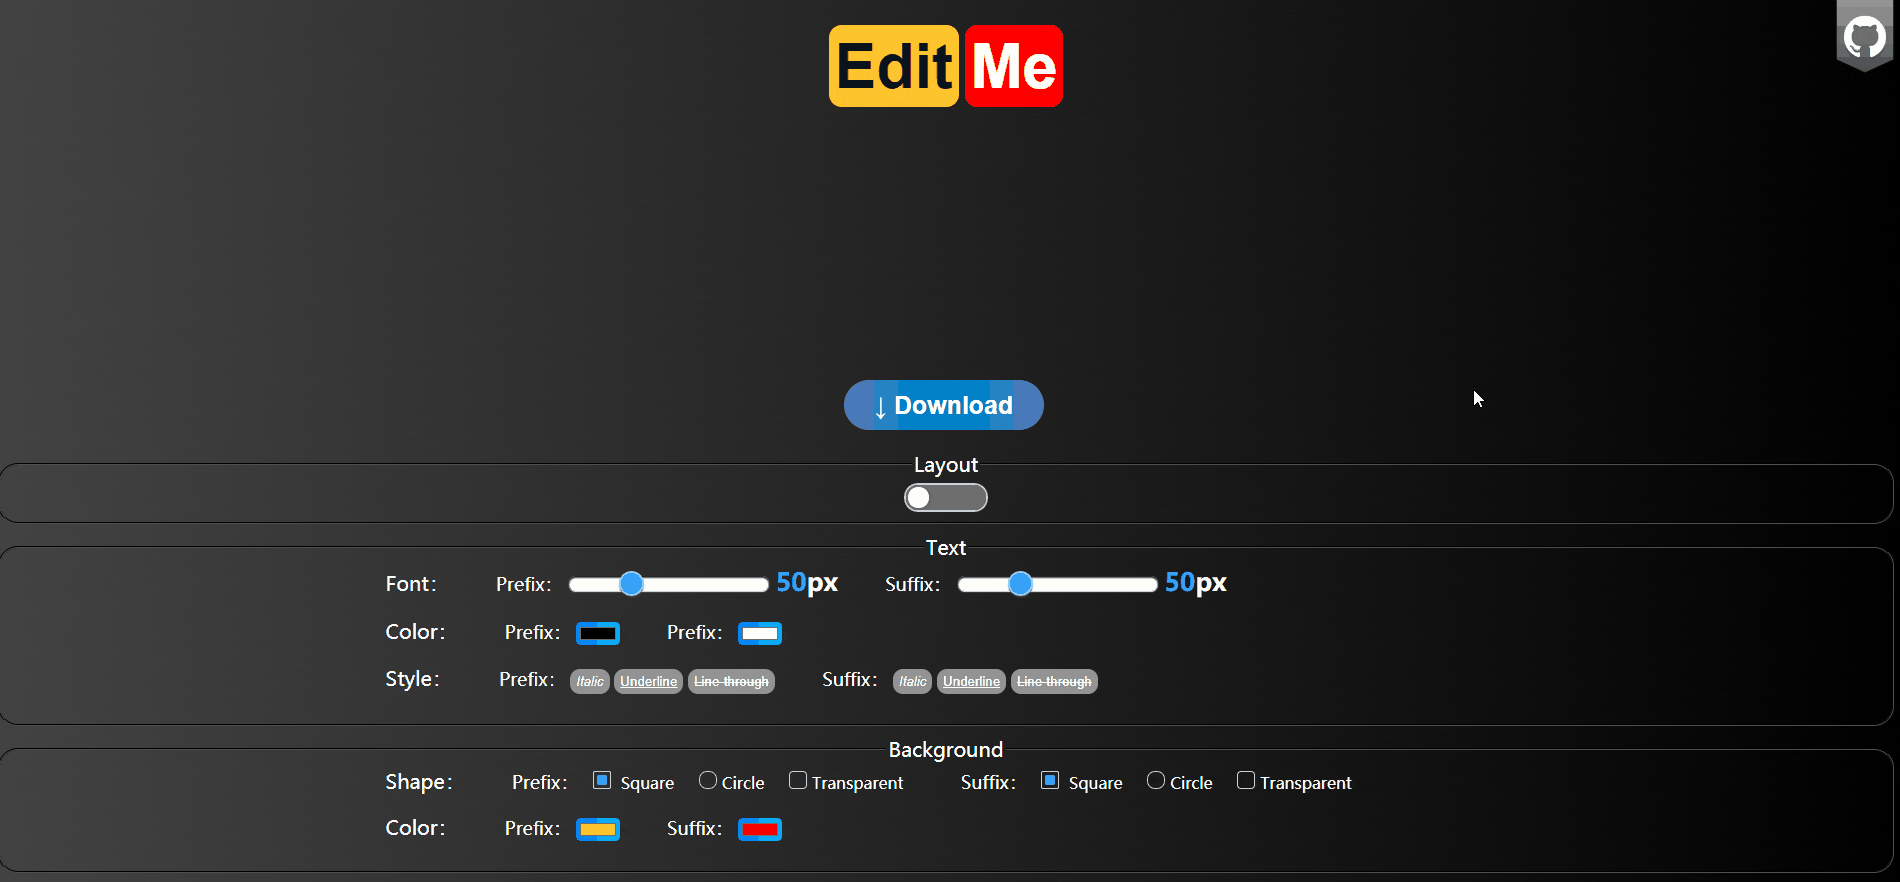 Edit Me
↓ Download
Layout
Text
Font: Prefix: 50px Suffix: 50px
Color: Prefix: Prefix:
Style: Prefix: Italic Underline Line-through Suffix: Italic Underline Line-through
Background
Shape: Prefix: Square Circle Transparent Suffix: Square Circle Transparent
Color: Prefix: Suffix: